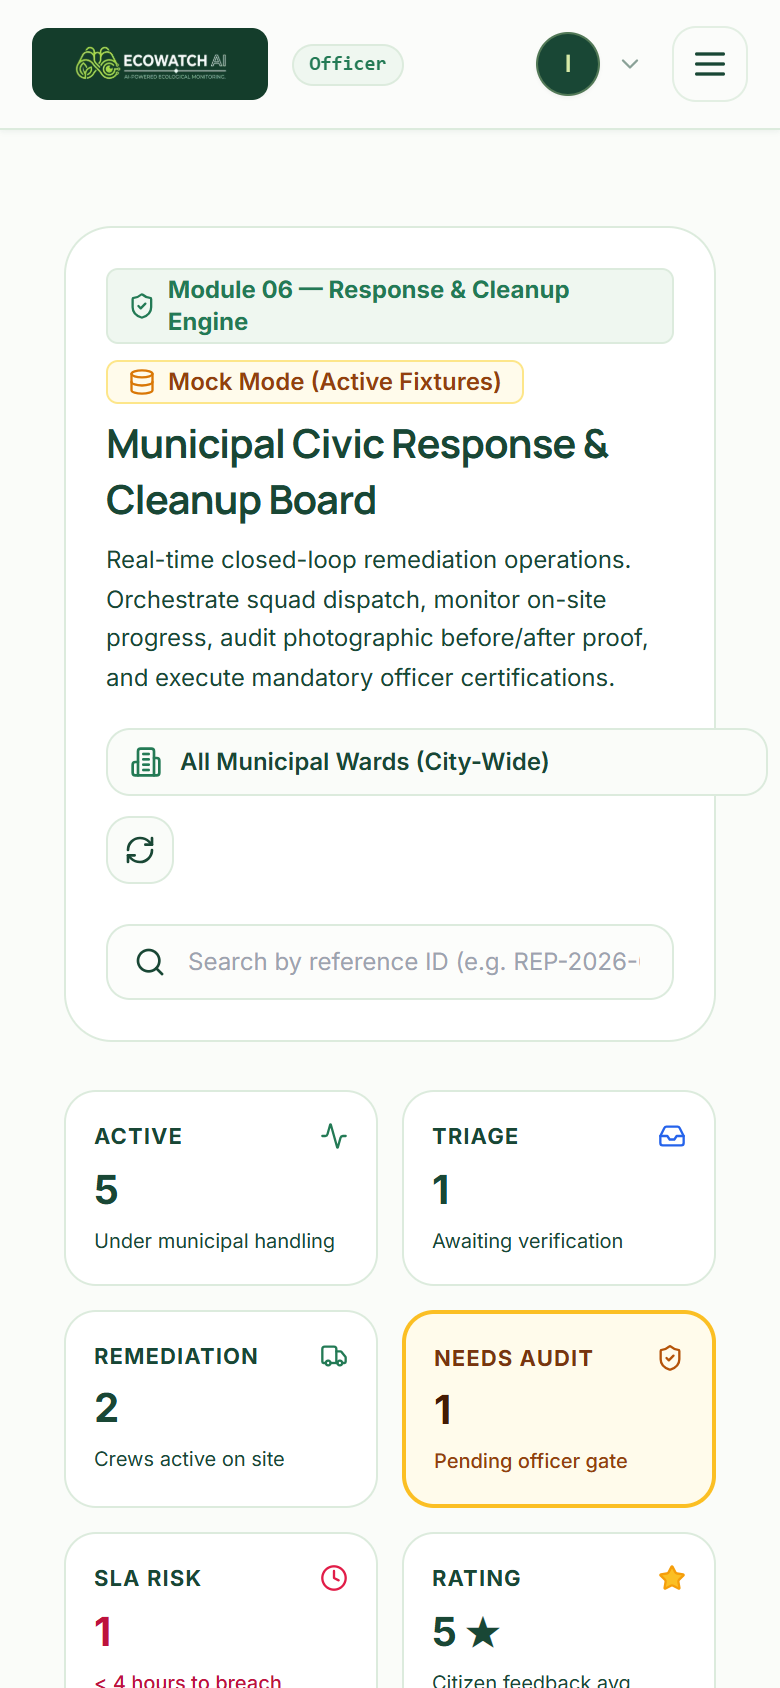 ECOWATCH AI
AI-POWERED ECOLOGICAL MONITORING.
Officer
I
Module 06 — Response & Cleanup
Engine
Mock Mode (Active Fixtures)
Municipal Civic Response &
Cleanup Board
Real-time closed-loop remediation operations.
Orchestrate squad dispatch, monitor on-site
progress, audit photographic before/after proof,
and execute mandatory officer certifications.
All Municipal Wards (City-Wide)
Search by reference ID (e.g. REP-2026-
ACTIVE
5
Under municipal handling
TRIAGE
1
Awaiting verification
REMEDIATION
2
Crews active on site
NEEDS AUDIT
1
Pending officer gate
SLA RISK
1
< 4 hours to breach
RATING
5 ★
Citizen feedback avg